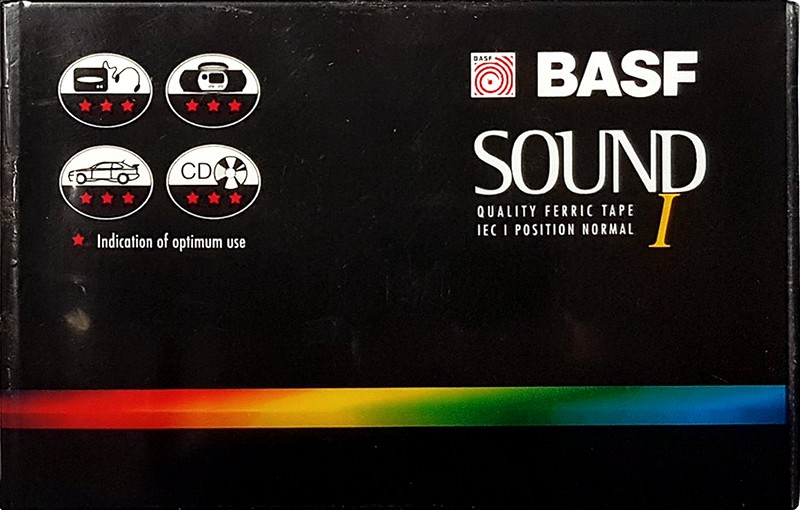 CD
★ Indication of optimum use
BASF
BASF
SOUND
I
QUALITY FERRIC TAPE
IEC I POSITION NORMAL